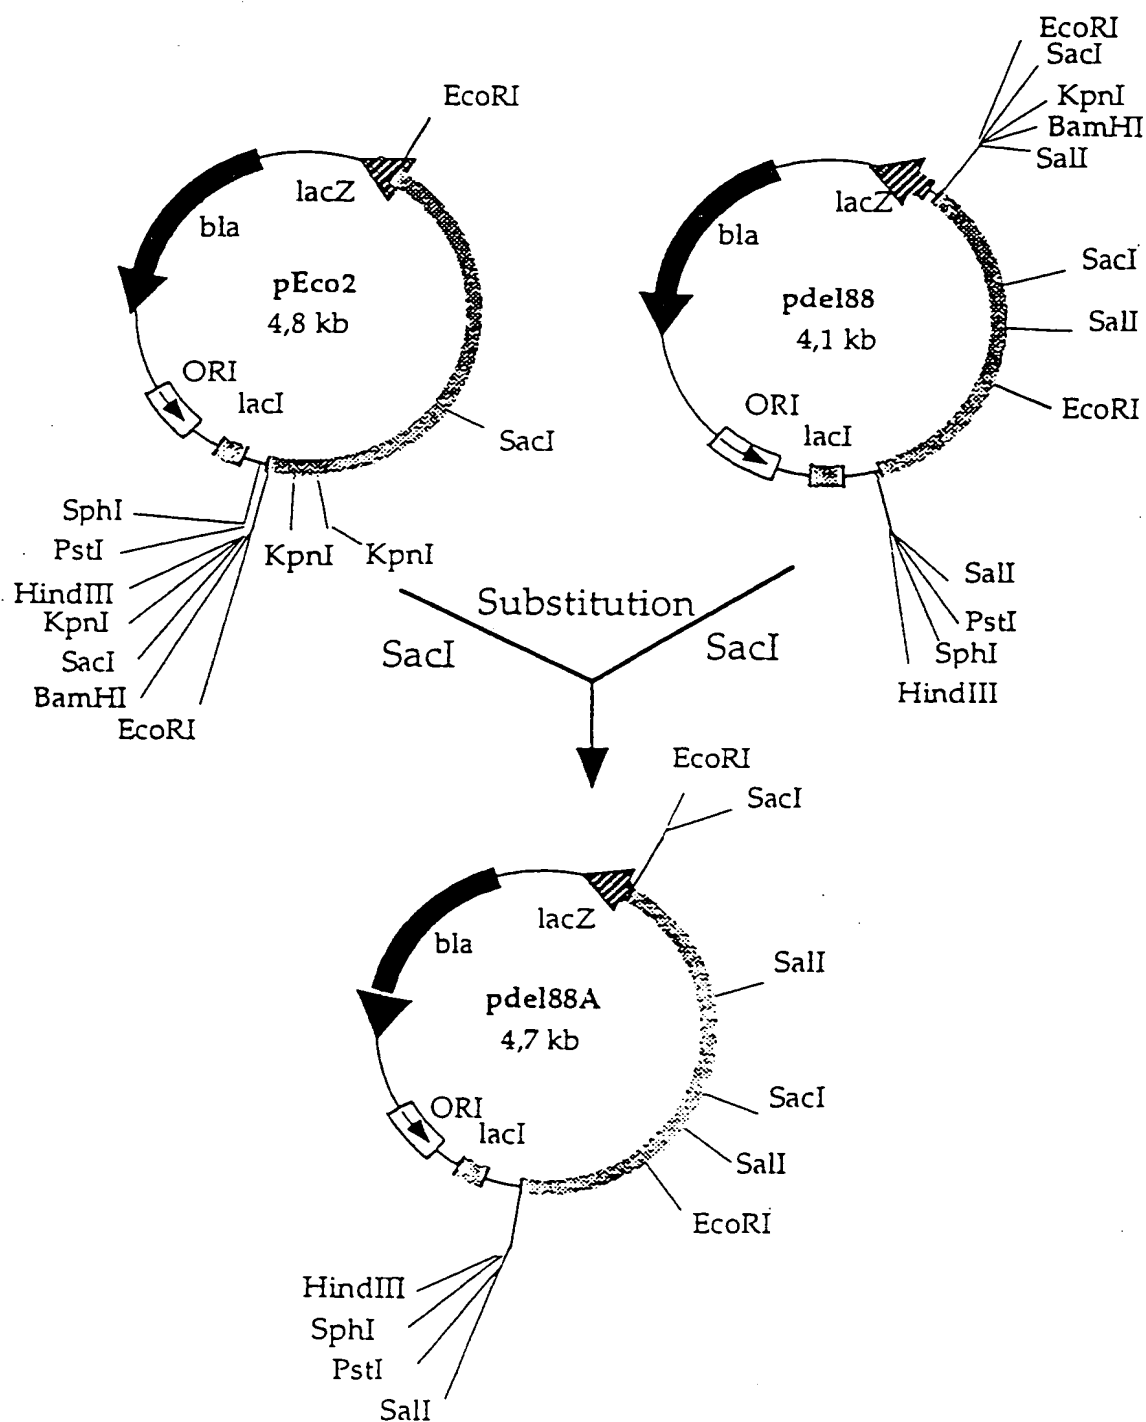 EcoRI
lacZ
bla
pEco2
4,8 kb
ORI
lacI
SacI
SphI
PstI
HindIII
KpnI
SacI
BamHI
EcoRI
KpnI
KpnI
EcoRI
SacI
KpnI
BamHI
SalI
lacZ
bla
pdel88
4,1 kb
SacI
SalI
EcoRI
ORI
lacI
SalI
PstI
SphI
HindIII
Substitution
SacI
SacI
EcoRI
SacI
lacZ
bla
pdel88A
4,7 kb
SalI
SacI
SalI
EcoRI
ORI
lacI
HindIII
SphI
PstI
SalI